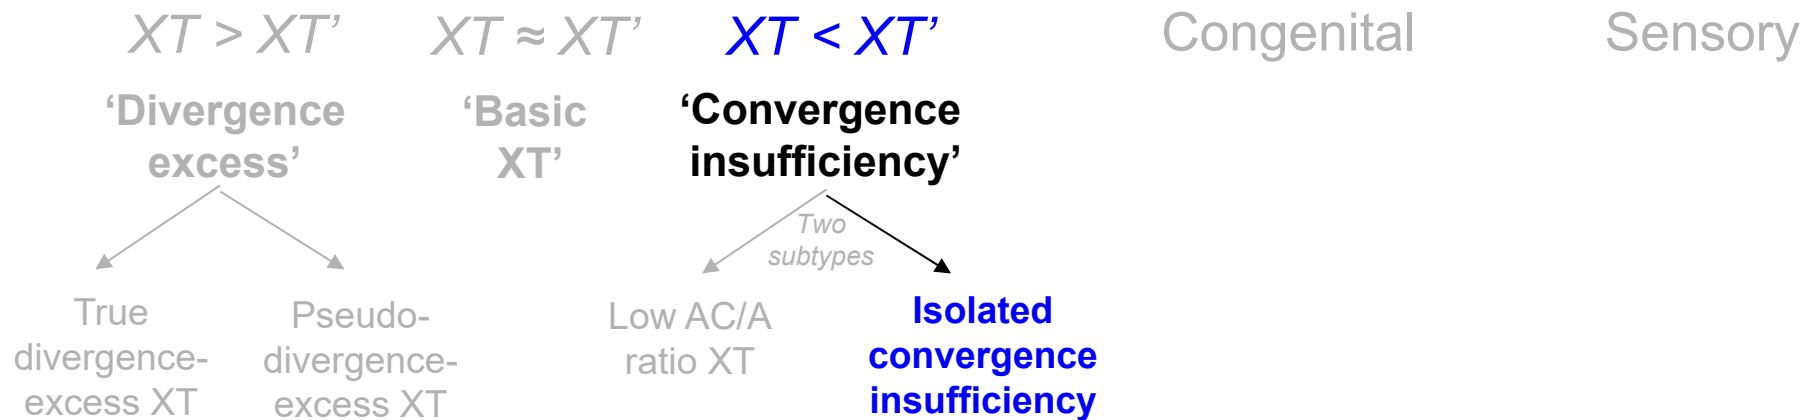 XT > XT’ XT ≈ XT’ XT < XT’ Congenital Sensory
‘Divergence
excess’
‘Basic
XT’
‘Convergence
insufficiency’
Two
subtypes
True
divergence-
excess XT
Pseudo-
divergence-
excess XT
Low AC/A
ratio XT
Isolated
convergence
insufficiency